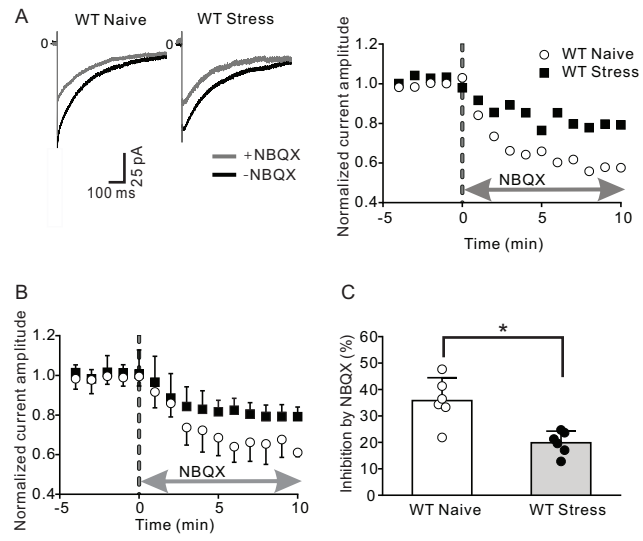 A
WT Naive
WT Stress
0
0
+NBQX
-NBQX
100 ms
25 pA
Normalized current amplitude
1.2
1.0
0.8
0.6
0.4
WT Naive
WT Stress
NBQX
-5
0
5
10
Time (min)
B
Normalized current amplitude
1.2
1.0
0.8
0.6
0.4
NBQX
-5
0
5
10
Time (min)
C
Inhibition by NBQX (%)
60
50
40
30
20
10
0
*
WT Naive
WT Stress